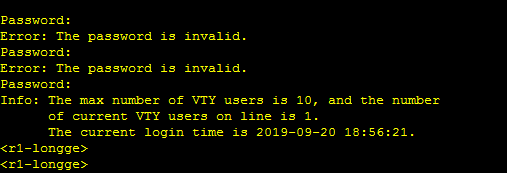 Password:
Error: The password is invalid.
Password:
Error: The password is invalid.
Password:
Info: The max number of VTY users is 10, and the number
      of current VTY users on line is 1.
      The current login time is 2019-09-20 18:56:21.
<r1-longge>
<r1-longge>